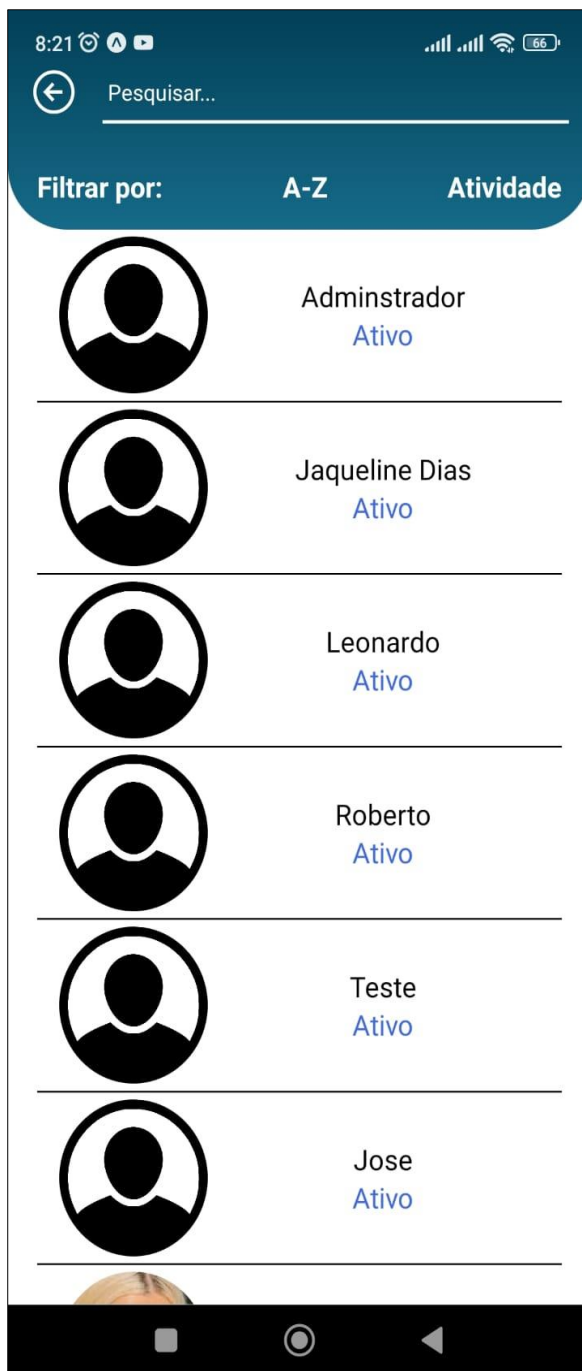 8:21
66
Pesquisar...
Filtrar por: A-Z Atividade
Adminstrador
Ativo
Jaqueline Dias
Ativo
Leonardo
Ativo
Roberto
Ativo
Teste
Ativo
Jose
Ativo